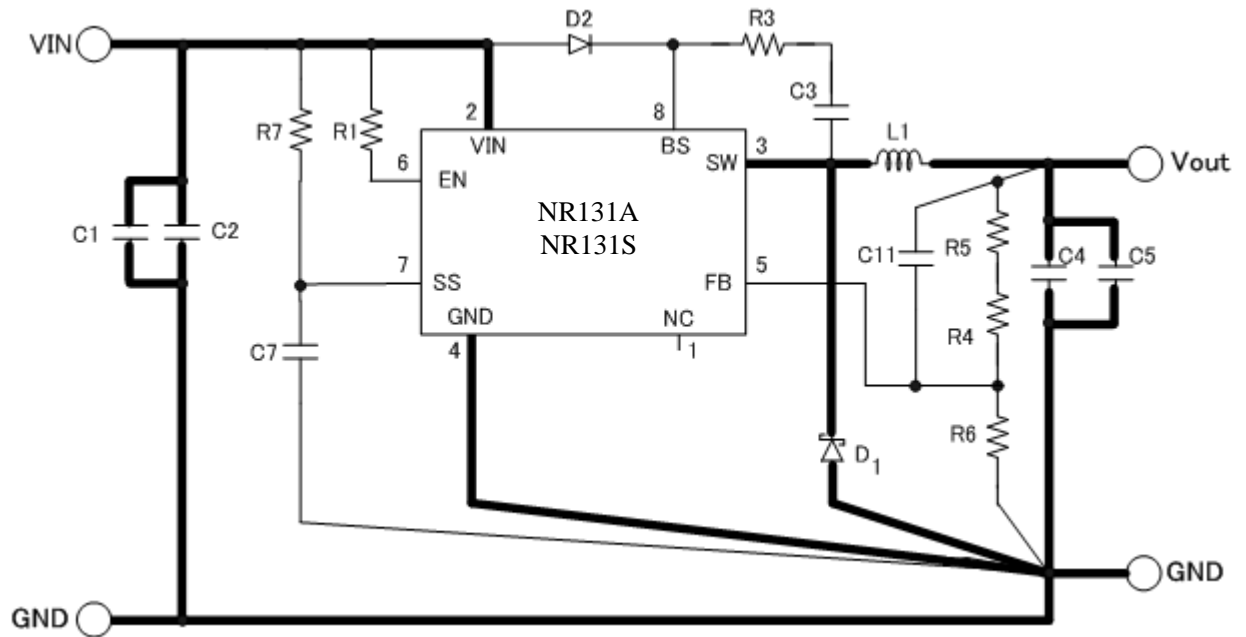 D2
R3
VIN
C3
2
8
L1
R7
R1
VIN
BS
3
6
SW
Vout
EN
NR131A
NR131S
C1
C2
R5
C11
C4
C5
7
SS
FB
5
GND
NC
R4
C7
4
1
R6
D1
GND
GND